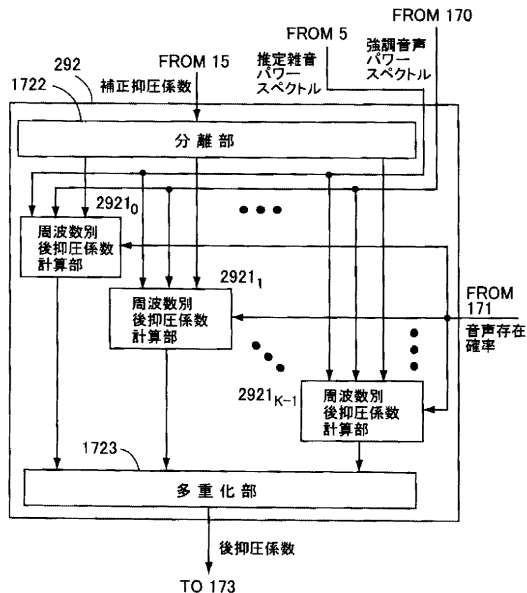 FROM 170
FROM 5
強調音声
パワー
スペクトル
推定雑音
パワー
スペクトル
FROM 15
補正抑圧係数
292
1722
分離部
2921₀
周波数別
後抑圧係数
計算部
2921₁
周波数別
後抑圧係数
計算部
FROM
171
音声存在
確率
2921K−1
周波数別
後抑圧係数
計算部
1723
多重化部
後抑圧係数
TO 173